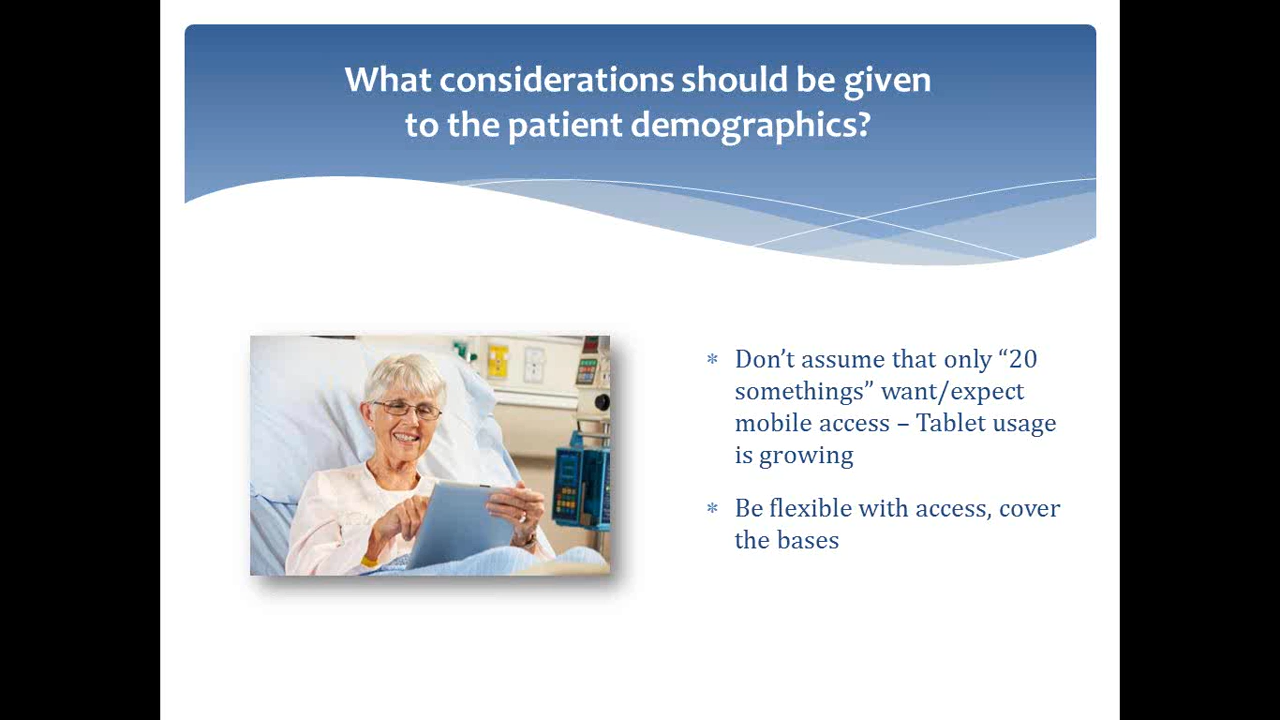 What considerations should be given
to the patient demographics?
* Don’t assume that only “20
somethings” want/expect
mobile access – Tablet usage
is growing
* Be flexible with access, cover
the bases